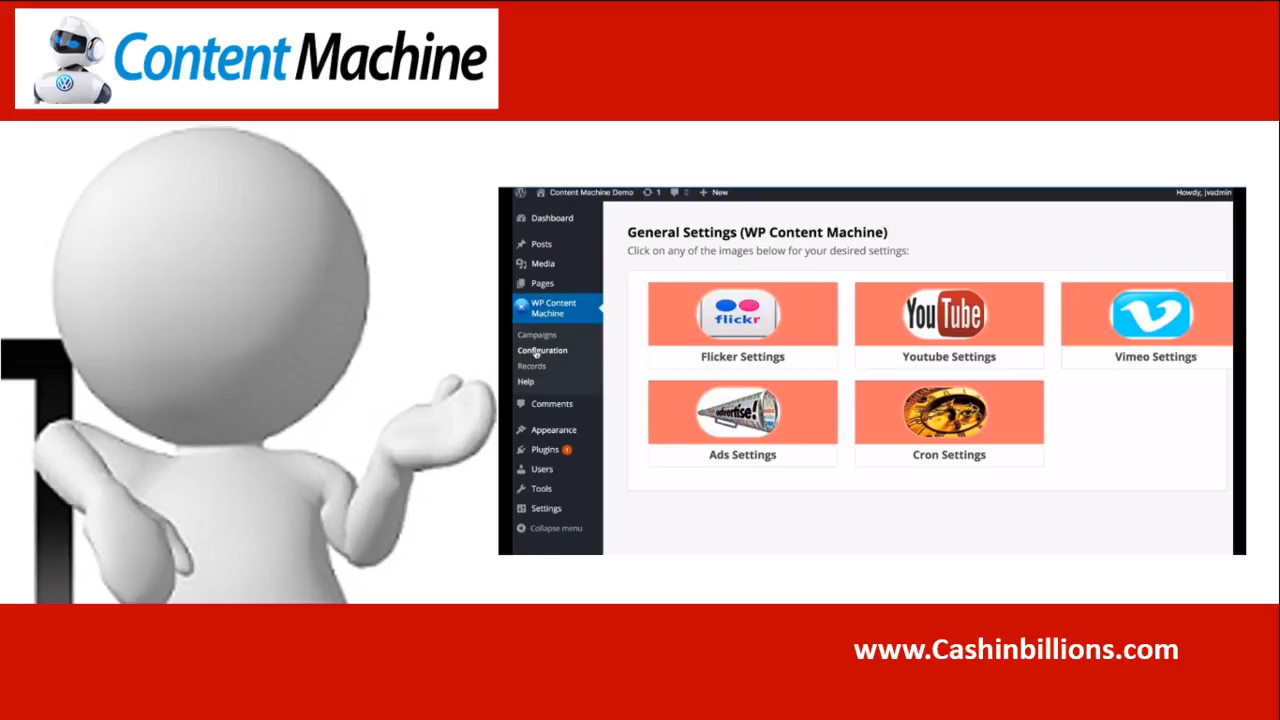 Content Machine
Content Machine Demo 1 0 New Howdy, jvadmin
Dashboard
Posts
Media
Pages
WP Content
Machine
Campaigns
Configuration
Records
Help
Comments
Appearance
Plugins 1
Users
Tools
Settings
Collapse menu
General Settings (WP Content Machine)
Click on any of the images below for your desired settings:
flickr
YouTube
Flicker Settings
Youtube Settings
Vimeo Settings
advertise!
Ads Settings
Cron Settings
www.Cashinbillions.com